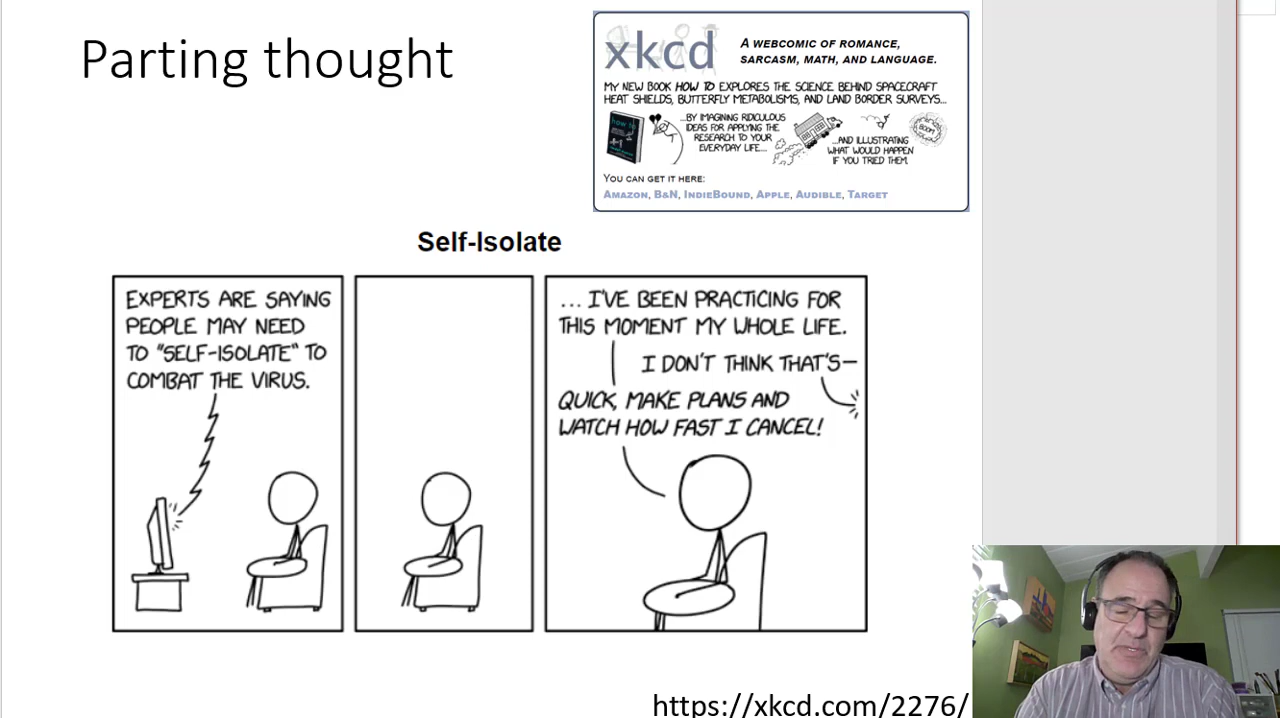 Parting thought
xkcd
A WEBCOMIC OF ROMANCE,
SARCASM, MATH, AND LANGUAGE.
MY NEW BOOK HOW TO EXPLORES THE SCIENCE BEHIND SPACECRAFT
HEAT SHIELDS, BUTTERFLY METABOLISMS, AND LAND BORDER SURVEYS...
how to
...BY IMAGINING RIDICULOUS
IDEAS FOR APPLYING THE
RESEARCH TO YOUR
EVERYDAY LIFE...
...AND ILLUSTRATING
WHAT WOULD HAPPEN
IF YOU TRIED THEM.
BOOM
YOU CAN GET IT HERE:
AMAZON, B&N, INDIEBOUND, APPLE, AUDIBLE, TARGET
Self-Isolate
EXPERTS ARE SAYING
PEOPLE MAY NEED
TO "SELF-ISOLATE" TO
COMBAT THE VIRUS.
...I'VE BEEN PRACTICING FOR
THIS MOMENT MY WHOLE LIFE.
I DON'T THINK THAT'S—
QUICK, MAKE PLANS AND
WATCH HOW FAST I CANCEL!
https://xkcd.com/2276/